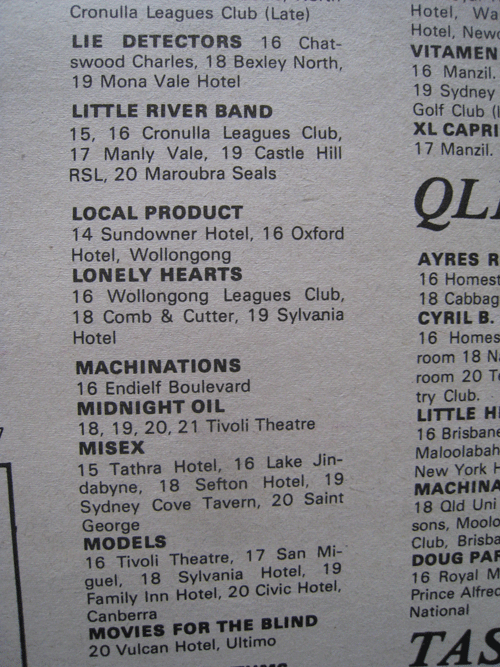 Cronulla Leagues Club (Late)
LIE DETECTORS 16 Chat-
swood Charles, 18 Bexley North,
19 Mona Vale Hotel
LITTLE RIVER BAND
15, 16 Cronulla Leagues Club,
17 Manly Vale, 19 Castle Hill
RSL, 20 Maroubra Seals
LOCAL PRODUCT
14 Sundowner Hotel, 16 Oxford
Hotel, Wollongong
LONELY HEARTS
16 Wollongong Leagues Club,
18 Comb & Cutter, 19 Sylvania
Hotel
MACHINATIONS
16 Endielf Boulevard
MIDNIGHT OIL
18, 19, 20, 21 Tivoli Theatre
MISEX
15 Tathra Hotel, 16 Lake Jin-
dabyne, 18 Sefton Hotel, 19
Sydney Cove Tavern, 20 Saint
George
MODELS
16 Tivoli Theatre, 17 San Mi-
guel, 18 Sylvania Hotel, 19
Family Inn Hotel, 20 Civic Hotel,
Canberra
MOVIES FOR THE BLIND
20 Vulcan Hotel, Ultimo
Hotel, Wa
Hotel, Newc
VITAMEN
16 Manzil.
19 Sydney
Golf Club (
XL CAPRI
17 Manzil.
QL
AYRES R
16 Homest
18 Cabbag
CYRIL B.
16 Homes
room 18 N
room 20 T
try Club.
LITTLE H
16 Brisbane
Maloolabah
New York H
MACHINA
18 Qld Uni
sons, Moolo
Club, Brisba
DOUG PAR
16 Royal M
Prince Alfred
National
TAS